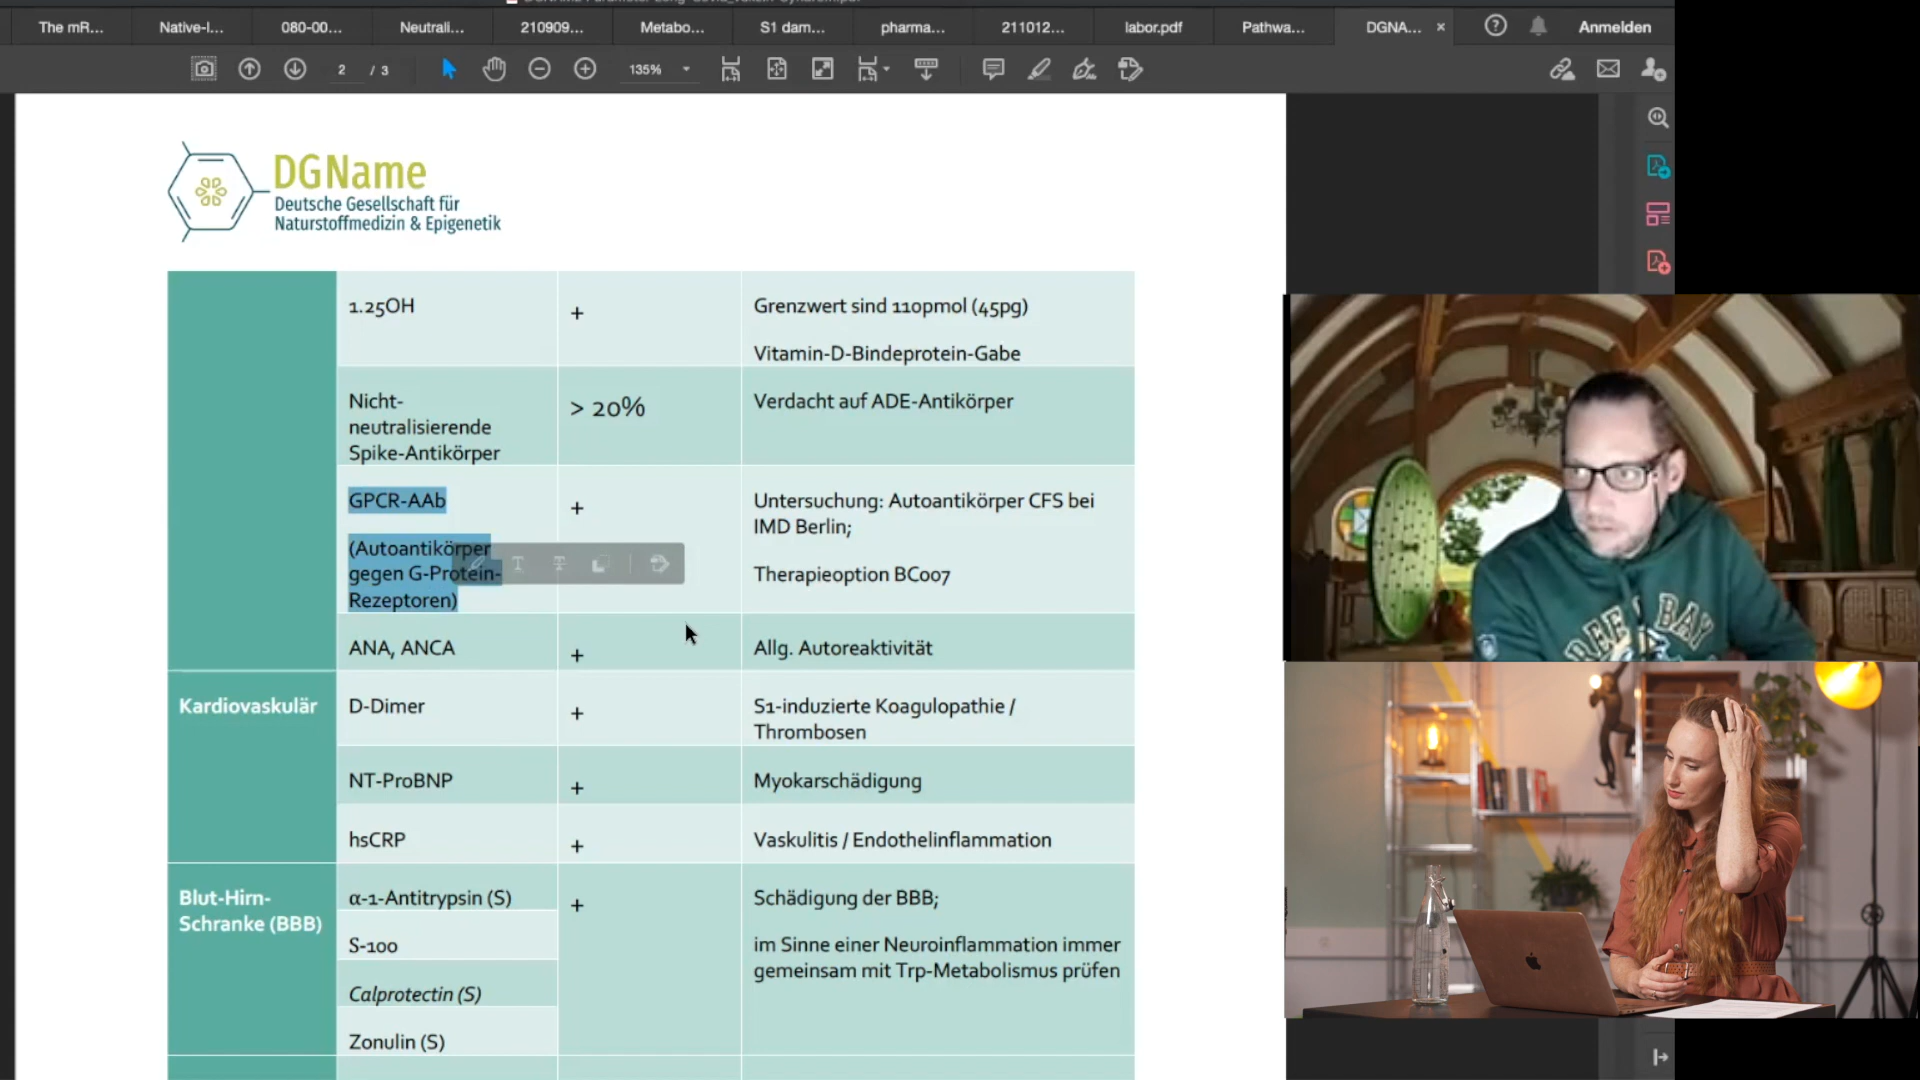 The mR...
Native-I...
080-00...
Neutrali...
210909...
Metabo...
S1 dam...
pharma...
211012...
labor.pdf
Pathwa...
DGNA...
Anmelden
2 / 3
135%
DGName
Deutsche Gesellschaft für
Naturstoffmedizin & Epigenetik
1.25OH
+
Grenzwert sind 110pmol (45pg)
Vitamin-D-Bindeprotein-Gabe
Nicht-
neutralisierende
Spike-Antikörper
> 20%
Verdacht auf ADE-Antikörper
GPCR-AAb
(Autoantikörper
gegen G-Protein-
Rezeptoren)
+
Untersuchung: Autoantikörper CFS bei
IMD Berlin;
Therapieoption BC007
ANA, ANCA
+
Allg. Autoreaktivität
Kardiovaskulär
D-Dimer
+
S1-induzierte Koagulopathie /
Thrombosen
NT-ProBNP
+
Myokarschädigung
hsCRP
+
Vaskulitis / Endothelinflammation
Blut-Hirn-
Schranke (BBB)
α-1-Antitrypsin (S)
S-100
Calprotectin (S)
Zonulin (S)
+
Schädigung der BBB;
im Sinne einer Neuroinflammation immer
gemeinsam mit Trp-Metabolismus prüfen
GREEN BAY